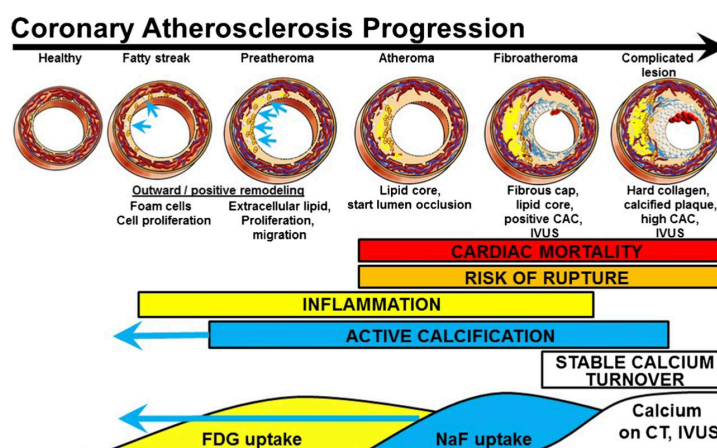 Coronary Atherosclerosis Progression
Healthy
Fatty streak
Preatheroma
Atheroma
Fibroatheroma
Complicated
lesion
Outward / positive remodeling
Foam cells
Cell proliferation
Extracellular lipid,
Proliferation,
migration
Lipid core,
start lumen occlusion
Fibrous cap,
lipid core,
positive CAC,
IVUS
Hard collagen,
calcified plaque,
high CAC,
IVUS
CARDIAC MORTALITY
RISK OF RUPTURE
INFLAMMATION
ACTIVE CALCIFICATION
STABLE CALCIUM
TURNOVER
FDG uptake
NaF uptake
Calcium
on CT, IVUS